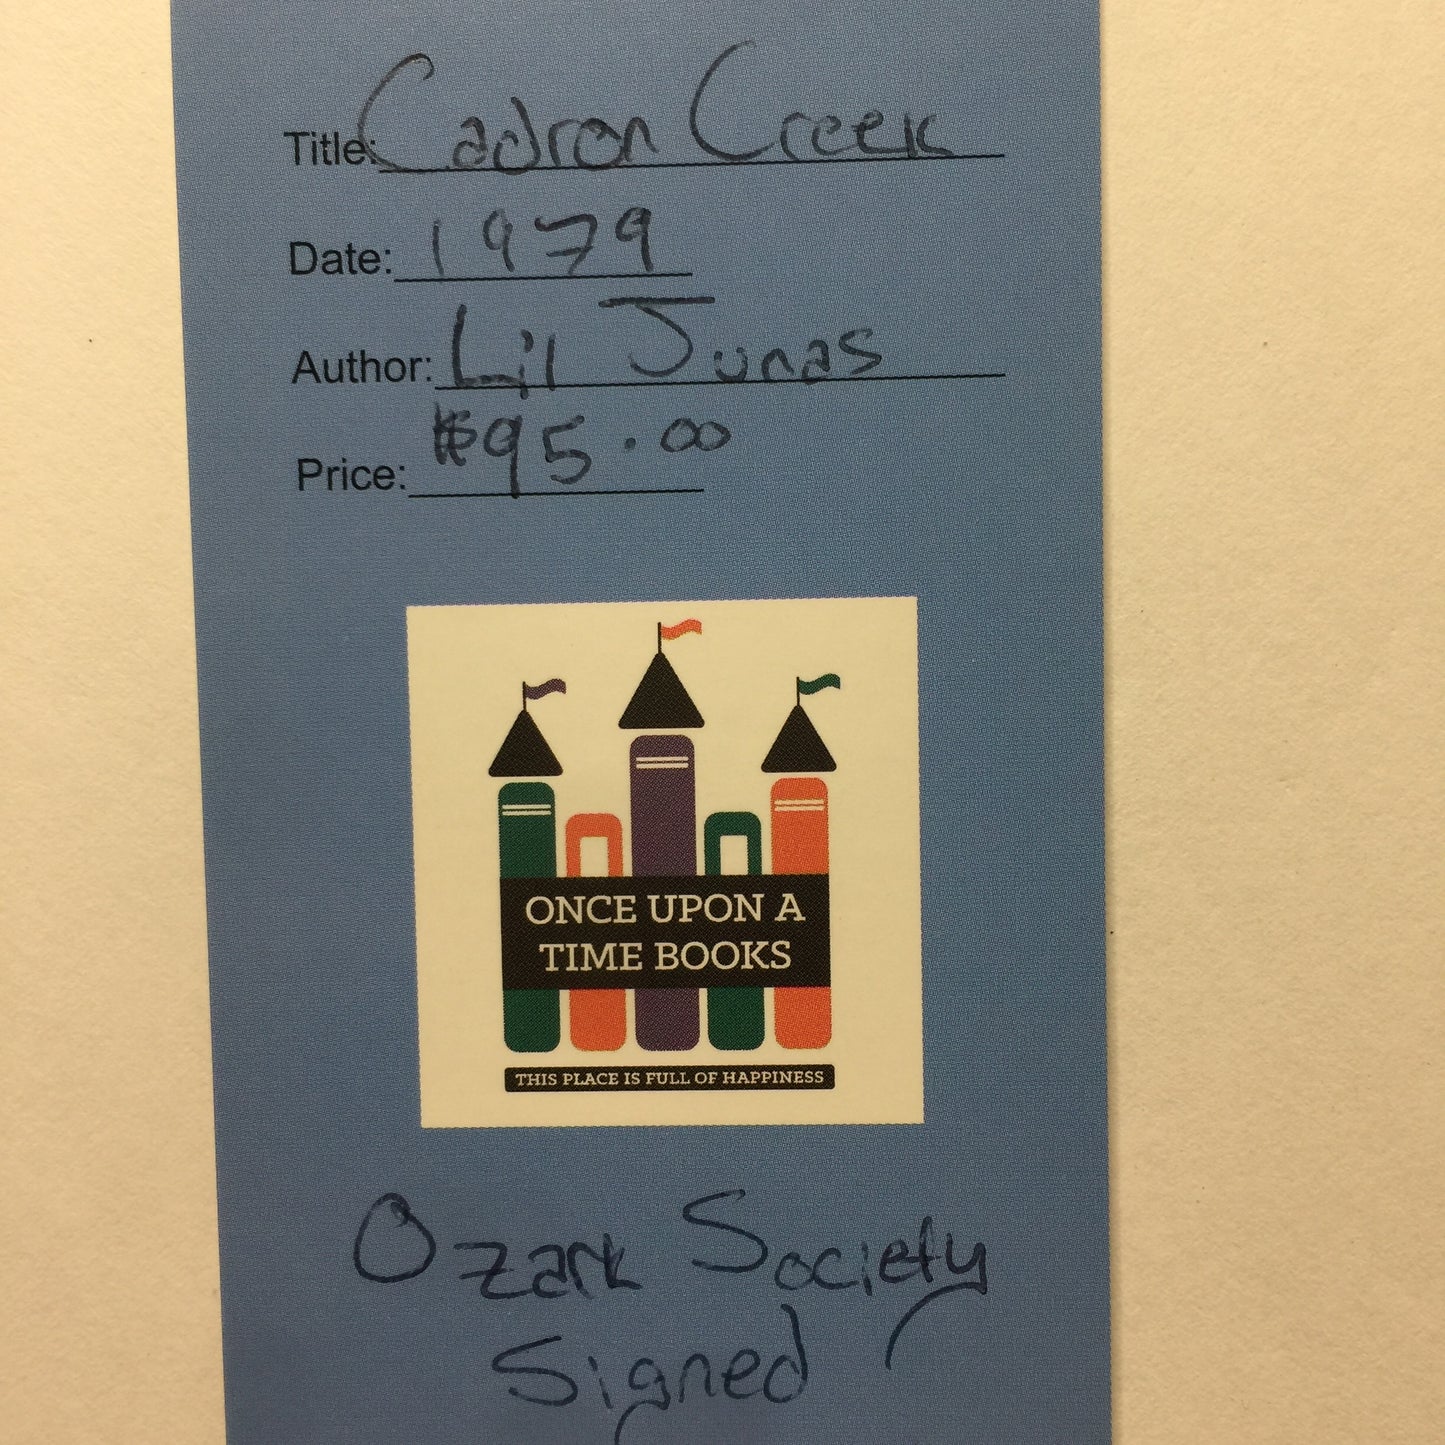 Title: Cadron Creek
Date: 1979
Author: Lil Junas
Price: $95.00
ONCE UPON A
TIME BOOKS
THIS PLACE IS FULL OF HAPPINESS
Ozark Society
Signed